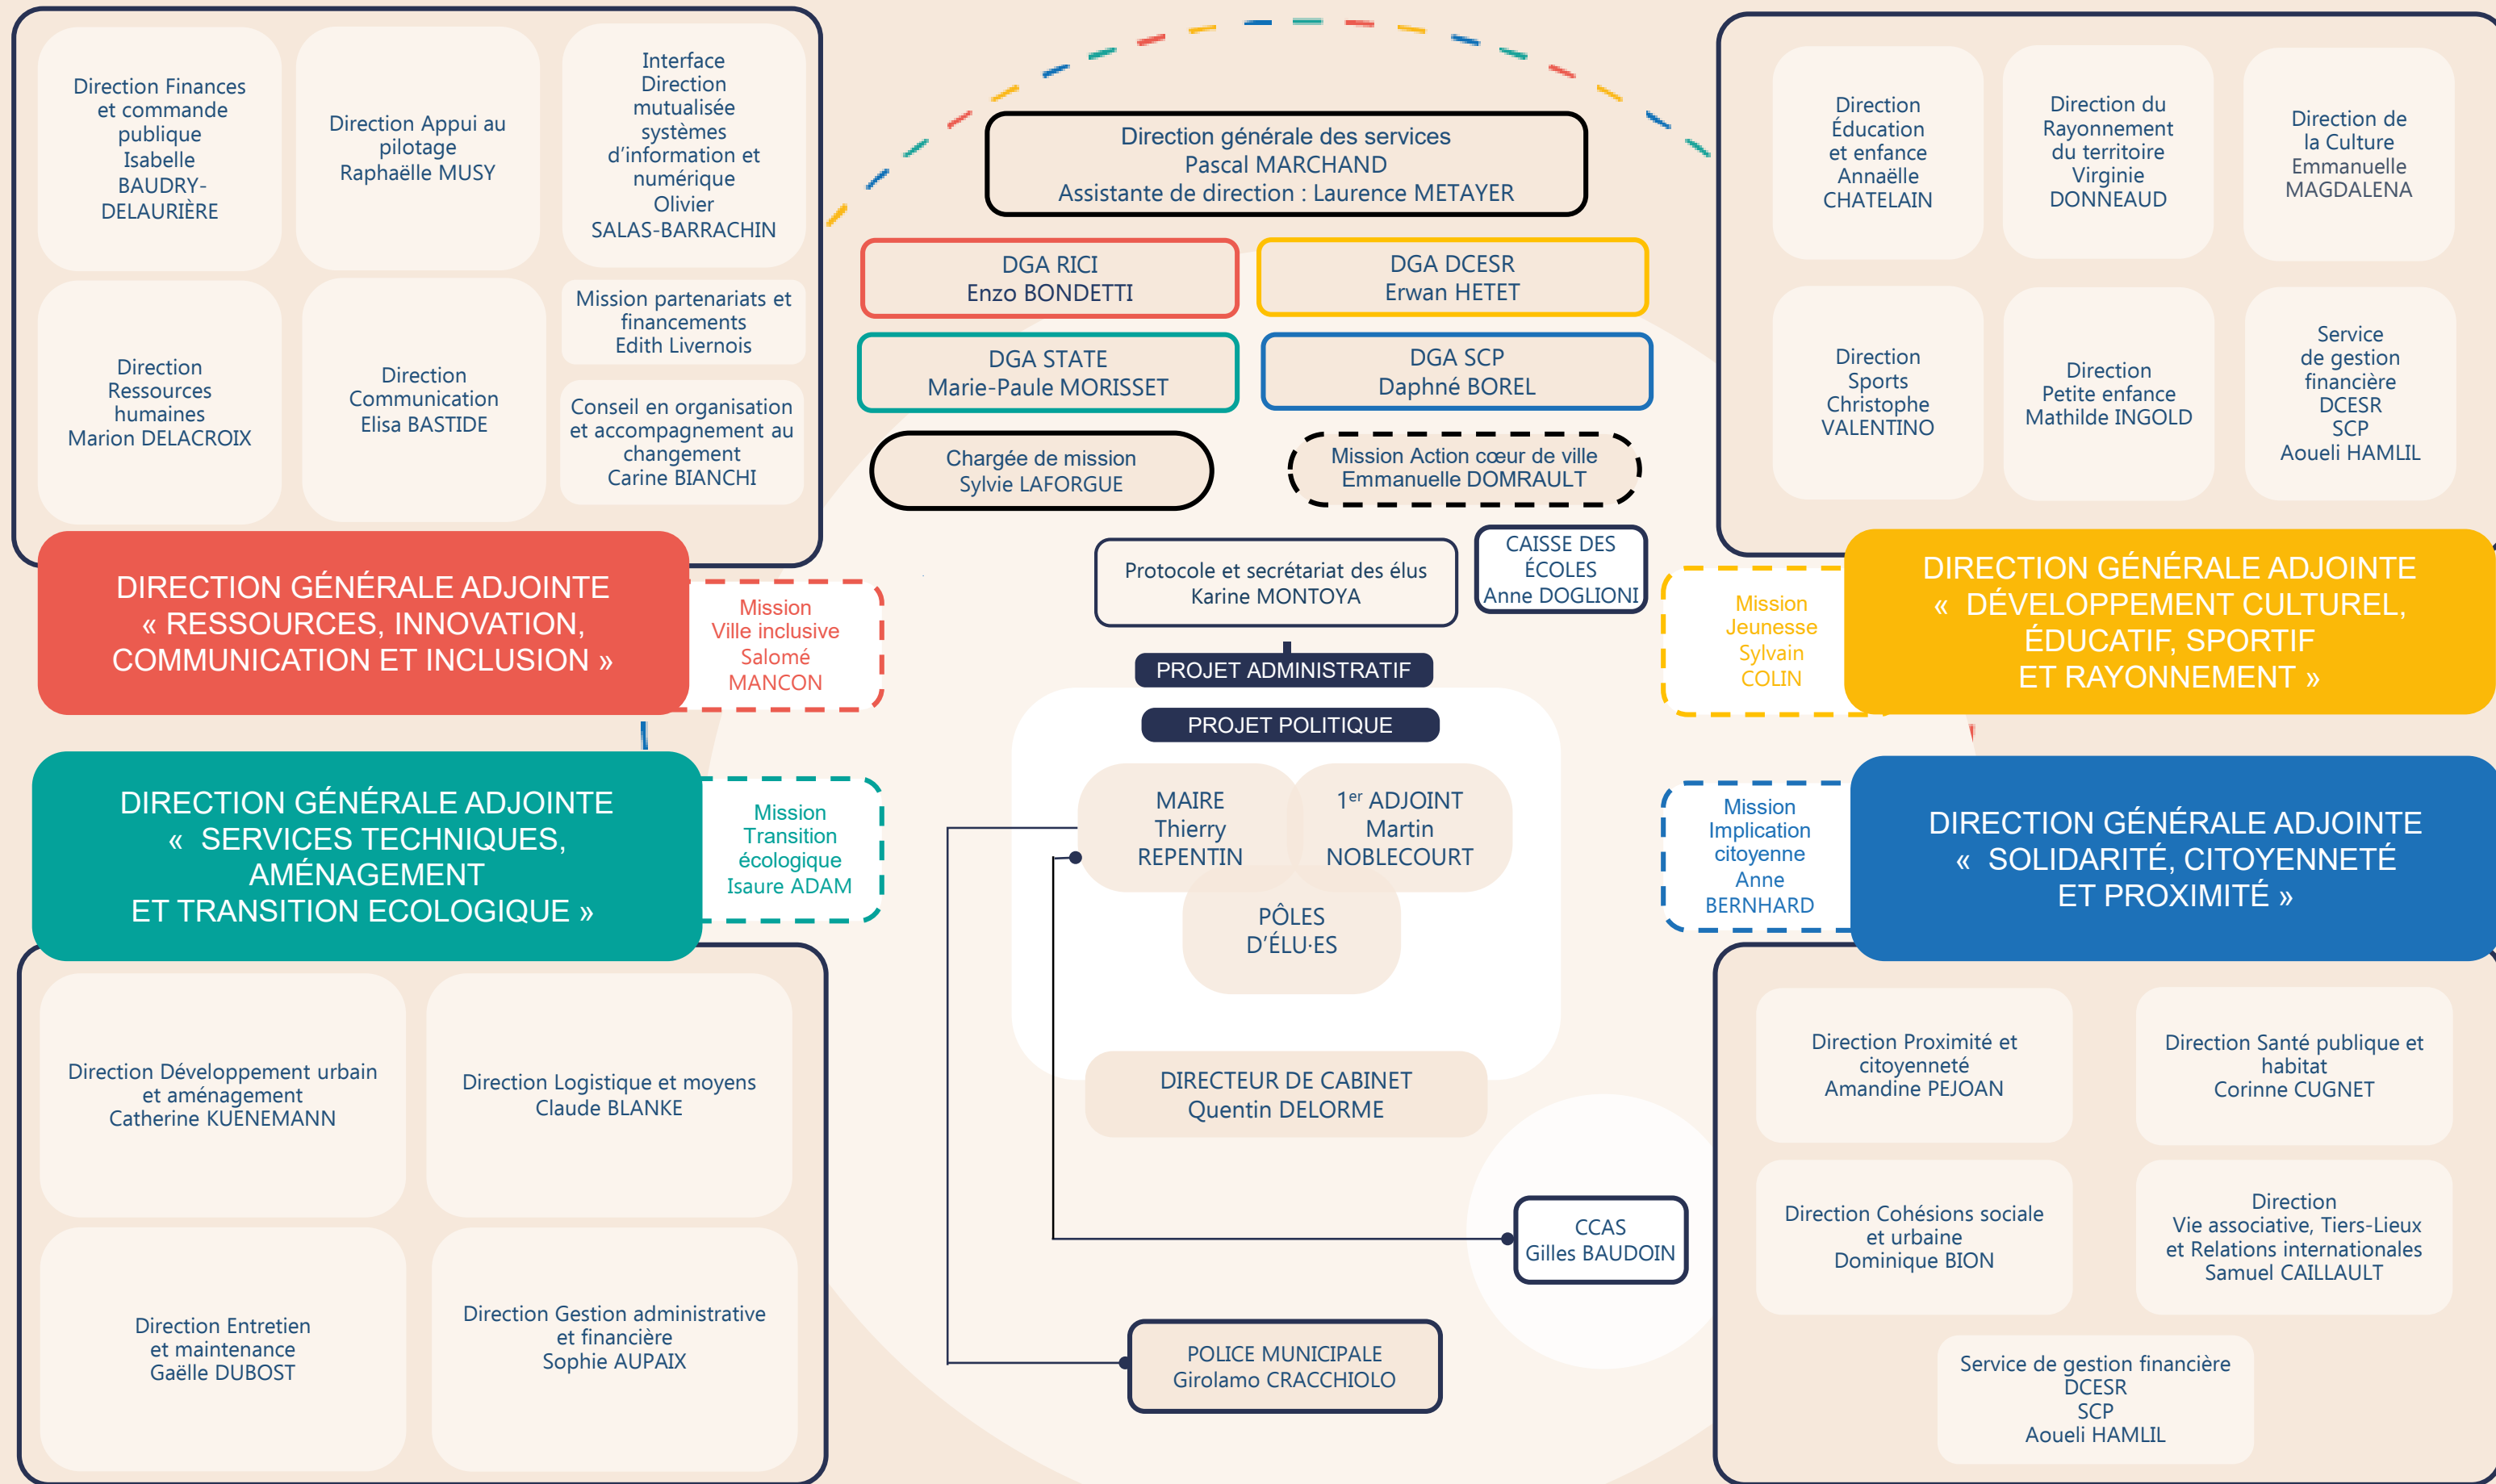 Direction Finances
et commande
publique
Isabelle
BAUDRY-
DELAURIÈRE
Direction Appui au
pilotage
Raphaëlle MUSY
Interface
Direction
mutualisée
systèmes
d’information et
numérique
Olivier
SALAS-BARRACHIN
Direction
Ressources
humaines
Marion DELACROIX
Direction
Communication
Elisa BASTIDE
Mission partenariats et
financements
Edith Livernois
Conseil en organisation
et accompagnement au
changement
Carine BIANCHI
DIRECTION GÉNÉRALE ADJOINTE
« RESSOURCES, INNOVATION,
COMMUNICATION ET INCLUSION »
Mission
Ville inclusive
Salomé
MANCON
Direction générale des services
Pascal MARCHAND
Assistante de direction : Laurence METAYER
DGA RICI
Enzo BONDETTI
DGA DCESR
Erwan HETET
DGA STATE
Marie-Paule MORISSET
DGA SCP
Daphné BOREL
Chargée de mission
Sylvie LAFORGUE
Mission Action cœur de ville
Emmanuelle DOMRAULT
Protocole et secrétariat des élus
Karine MONTOYA
CAISSE DES
ÉCOLES
Anne DOGLIONI
Direction
Éducation
et enfance
Annaëlle
CHATELAIN
Direction du
Rayonnement
du territoire
Virginie
DONNEAUD
Direction de
la Culture
Emmanuelle
MAGDALENA
Direction
Sports
Christophe
VALENTINO
Direction
Petite enfance
Mathilde INGOLD
Service
de gestion
financière
DCESR
SCP
Aoueli HAMLIL
Mission
Jeunesse
Sylvain
COLIN
DIRECTION GÉNÉRALE ADJOINTE
« DÉVELOPPEMENT CULTUREL,
ÉDUCATIF, SPORTIF
ET RAYONNEMENT »
PROJET ADMINISTRATIF
PROJET POLITIQUE
MAIRE
Thierry
REPENTIN
1er ADJOINT
Martin
NOBLECOURT
PÔLES
D’ÉLU·ES
DIRECTEUR DE CABINET
Quentin DELORME
CCAS
Gilles BAUDOIN
POLICE MUNICIPALE
Girolamo CRACCHIOLO
DIRECTION GÉNÉRALE ADJOINTE
« SERVICES TECHNIQUES,
AMÉNAGEMENT
ET TRANSITION ECOLOGIQUE »
Mission
Transition
écologique
Isaure ADAM
Direction Développement urbain
et aménagement
Catherine KUENEMANN
Direction Logistique et moyens
Claude BLANKE
Direction Entretien
et maintenance
Gaëlle DUBOST
Direction Gestion administrative
et financière
Sophie AUPAIX
Mission
Implication
citoyenne
Anne
BERNHARD
DIRECTION GÉNÉRALE ADJOINTE
« SOLIDARITÉ, CITOYENNETÉ
ET PROXIMITÉ »
Direction Proximité et
citoyenneté
Amandine PEJOAN
Direction Santé publique et
habitat
Corinne CUGNET
Direction Cohésions sociale
et urbaine
Dominique BION
Direction
Vie associative, Tiers-Lieux
et Relations internationales
Samuel CAILLAULT
Service de gestion financière
DCESR
SCP
Aoueli HAMLIL